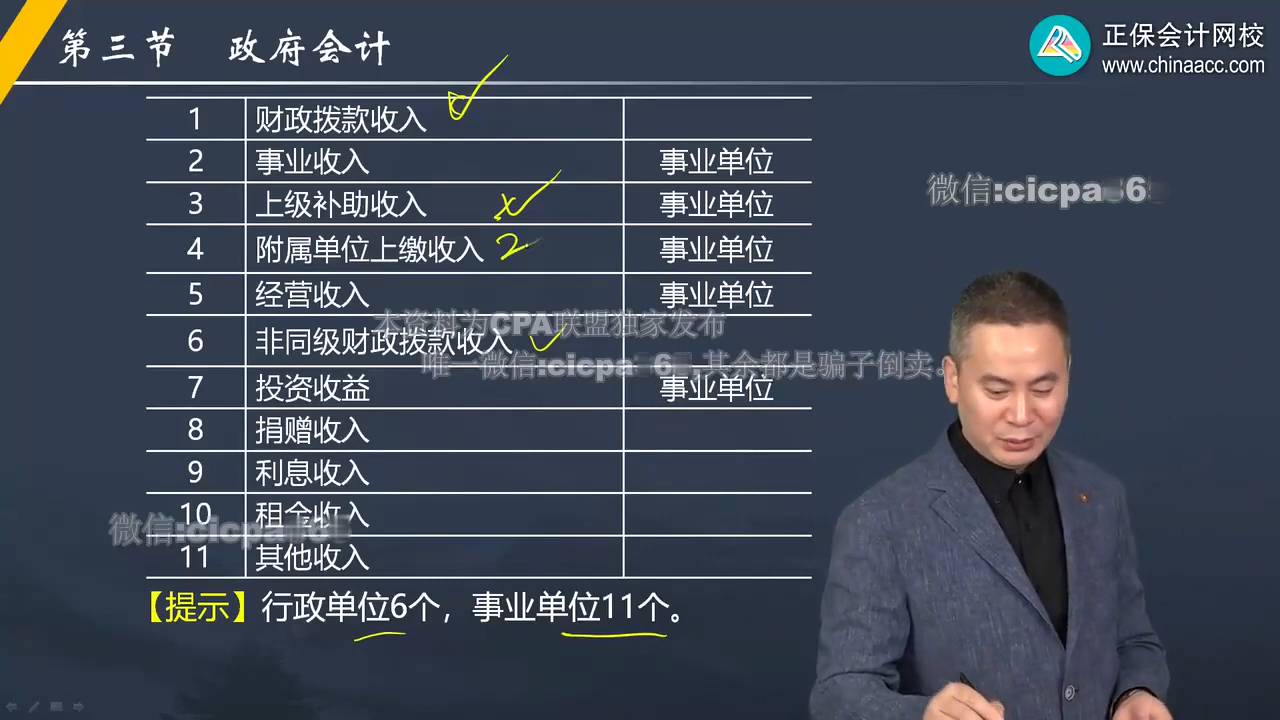 第三节 政府会计
正保会计网校
www.chinaacc.com
1 财政拨款收入
2 事业收入 事业单位
3 上级补助收入 事业单位
4 附属单位上缴收入 2 事业单位
5 经营收入 事业单位
6 非同级财政拨款收入
7 投资收益 事业单位
8 捐赠收入
9 利息收入
10 租金收入
11 其他收入
【提示】行政单位6个，事业单位11个。
微信:cicpa
本资料为CPA联盟独家发布
唯一微信:cicpa ,其余都是骗子倒卖。
微信:cicpa